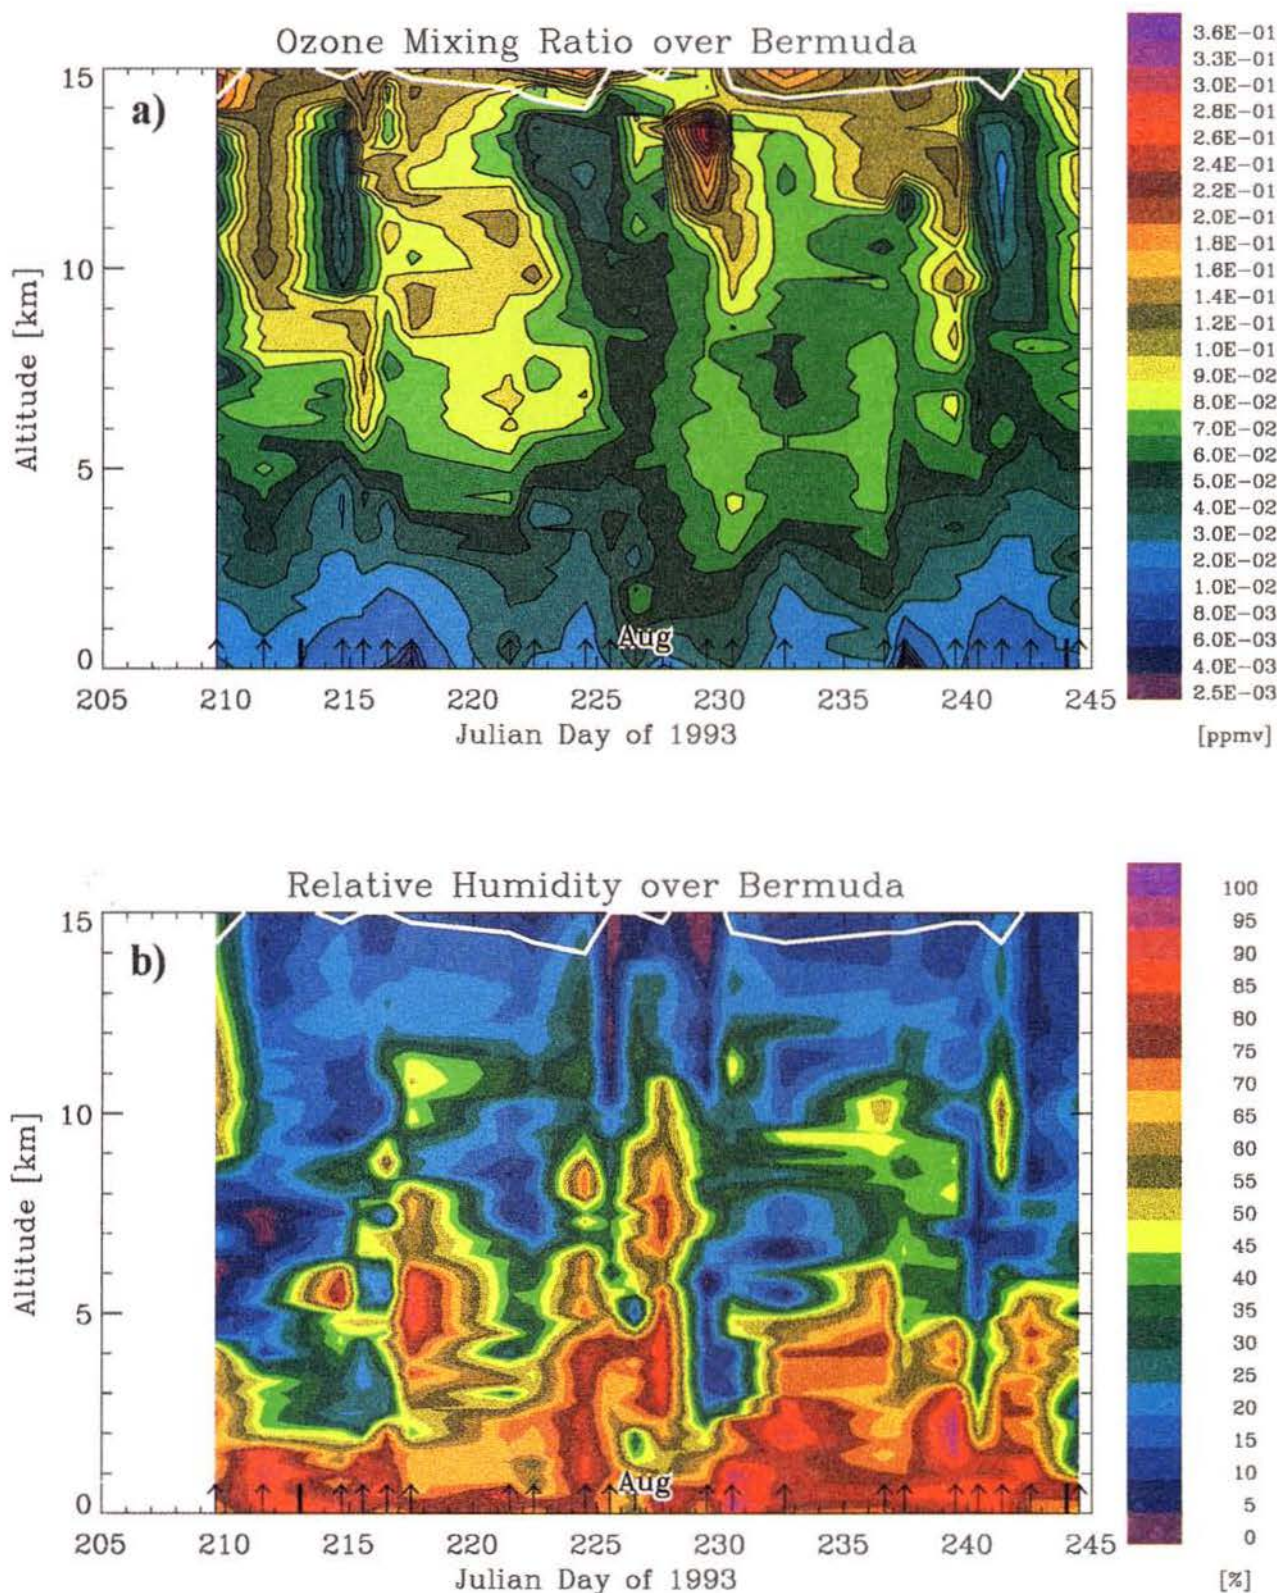 Ozone Mixing Ratio over Bermuda
a)
15
10
5
0
Altitude [km]
Aug
205 210 215 220 225 230 235 240 245
Julian Day of 1993
3.6E-01
3.3E-01
3.0E-01
2.8E-01
2.6E-01
2.4E-01
2.2E-01
2.0E-01
1.8E-01
1.6E-01
1.4E-01
1.2E-01
1.0E-01
9.0E-02
8.0E-02
7.0E-02
6.0E-02
5.0E-02
4.0E-02
3.0E-02
2.0E-02
1.0E-02
8.0E-03
6.0E-03
4.0E-03
2.5E-03
[ppmv]
Relative Humidity over Bermuda
b)
15
10
5
0
Altitude [km]
Aug
205 210 215 220 225 230 235 240 245
Julian Day of 1993
100
95
90
85
80
75
70
65
60
55
50
45
40
35
30
25
20
15
10
5
0
[%]